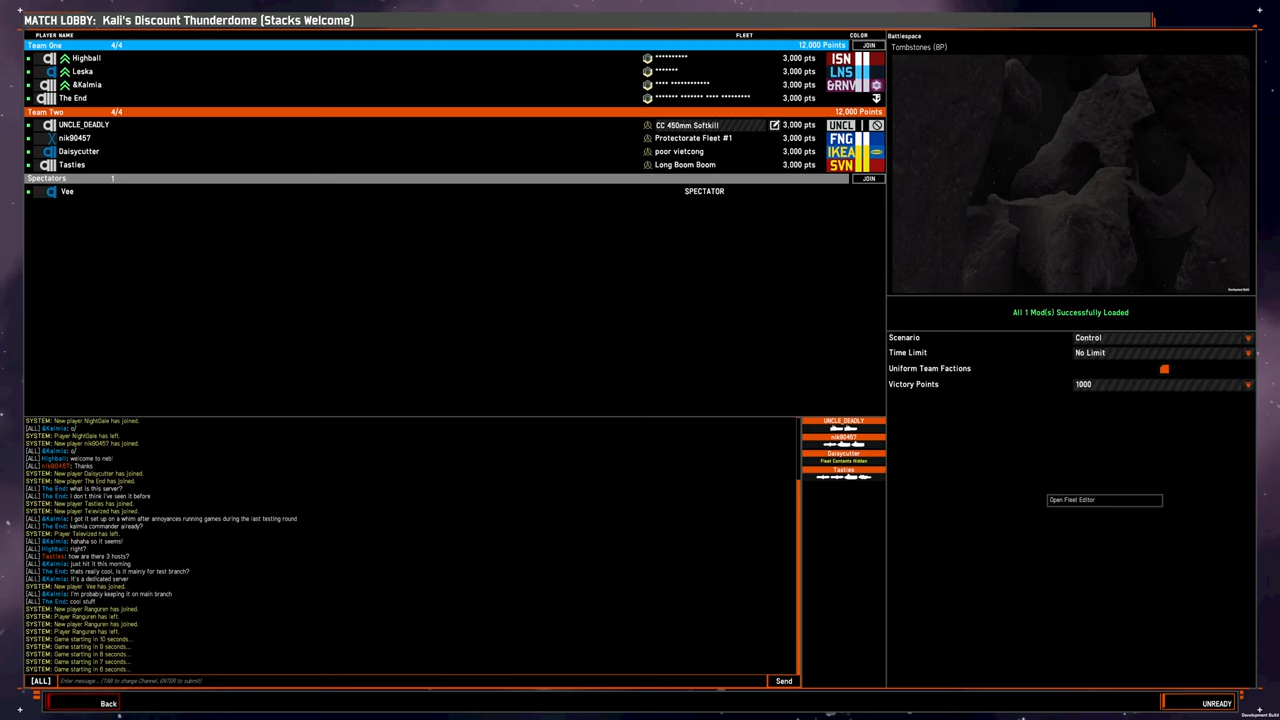 MATCH LOBBY: Kali's Discount Thunderdome (Stacks Welcome)
PLAYER NAME FLEET COLOR
Team One 4/4 12,000 Points JOIN
Highball ********* 3,000 pts ISN
Leska ******* 3,000 pts LNS
&Kalmia **** ************ 3,000 pts &RNV
The End ******* ******* **** ********* 3,000 pts
Team Two 4/4 12,000 Points
UNCLE_DEADLY CC 450mm Softkill 3,000 pts UNCL
nik90457 Protectorate Fleet #1 3,000 pts FNG
Daisycutter poor vietcong 3,000 pts IKEA
Tasties Long Boom Boom 3,000 pts SVN
Spectators 1 JOIN
Vee SPECTATOR
Battlespace
Tombstones (8P)
Development Build
All 1 Mod(s) Successfully Loaded
Scenario Control
Time Limit No Limit
Uniform Team Factions
Victory Points 1000
Open Fleet Editor
SYSTEM: New player NightGale has joined.
[ALL] &Kalmia: o/
SYSTEM: Player NightGale has left.
SYSTEM: New player nik90457 has joined.
[ALL] &Kalmia: o/
[ALL] Highball: welcome to neb!
[ALL] nik90457: Thanks
SYSTEM: New player Daisycutter has joined.
SYSTEM: New player The End has joined.
[ALL] The End: what is this server?
[ALL] The End: I don't think I've seen it before
SYSTEM: New player Tasties has joined.
SYSTEM: New player Televized has joined.
[ALL] &Kalmia: I got it set up on a whim after annoyances running games during the last testing round
[ALL] The End: kalmia commander already?
SYSTEM: Player Televized has left.
[ALL] &Kalmia: hahaha so it seems!
[ALL] Highball: right?
[ALL] Tasties: how are there 3 hosts?
[ALL] &Kalmia: just hit it this morning
[ALL] The End: thats really cool, is it mainly for test branch?
[ALL] &Kalmia: It's a dedicated server
SYSTEM: New player Vee has joined.
[ALL] &Kalmia: I'm probably keeping it on main branch
[ALL] The End: cool stuff
SYSTEM: New player Ranguren has joined.
SYSTEM: Player Ranguren has left.
SYSTEM: New player Ranguren has joined.
SYSTEM: Player Ranguren has left.
SYSTEM: Game starting in 10 seconds...
SYSTEM: Game starting in 9 seconds...
SYSTEM: Game starting in 8 seconds...
SYSTEM: Game starting in 7 seconds...
SYSTEM: Game starting in 6 seconds...
UNCLE_DEADLY
nik90457
Daisycutter
Fleet Contents Hidden
Tasties
[ALL] Enter message... (TAB to change Channel, ENTER to submit) Send
Back
UNREADY
Development Build